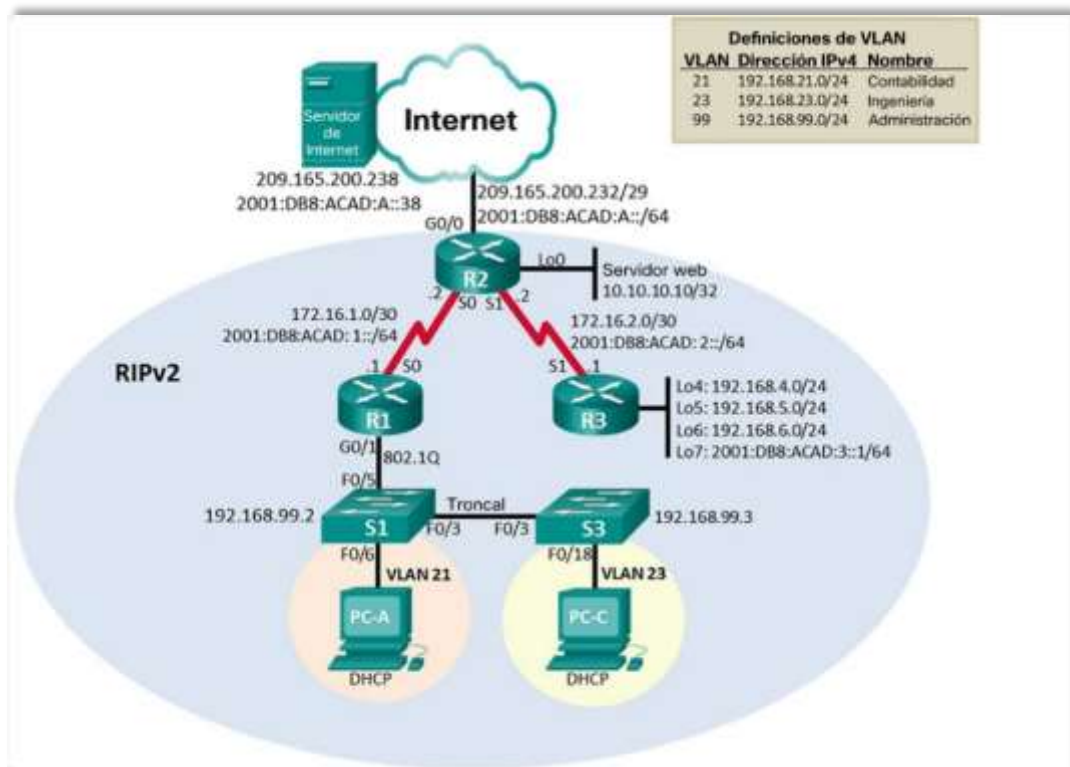 Definiciones de VLAN
VLAN Dirección IPv4 Nombre
21 192.168.21.0/24 Contabilidad
23 192.168.23.0/24 Ingeniería
99 192.168.99.0/24 Administración
Servidor
de
Internet
Internet
209.165.200.238
2001:DB8:ACAD:A::38
209.165.200.232/29
2001:DB8:ACAD:A::/64
G0/0
R2
Lo0
Servidor web
10.10.10.10/32
.2
S0
S1
.2
172.16.1.0/30
2001:DB8:ACAD: 1::/64
172.16.2.0/30
2001:DB8:ACAD: 2::/64
RIPv2
.1
S0
S1
.1
R1
R3
Lo4: 192.168.4.0/24
Lo5: 192.168.5.0/24
Lo6: 192.168.6.0/24
Lo7: 2001:DB8:ACAD:3::1/64
G0/1
802.1Q
F0/5
Troncal
192.168.99.2
S1
F0/3
F0/3
S3
192.168.99.3
F0/6
F0/18
VLAN 21
VLAN 23
PC-A
PC-C
DHCP
DHCP